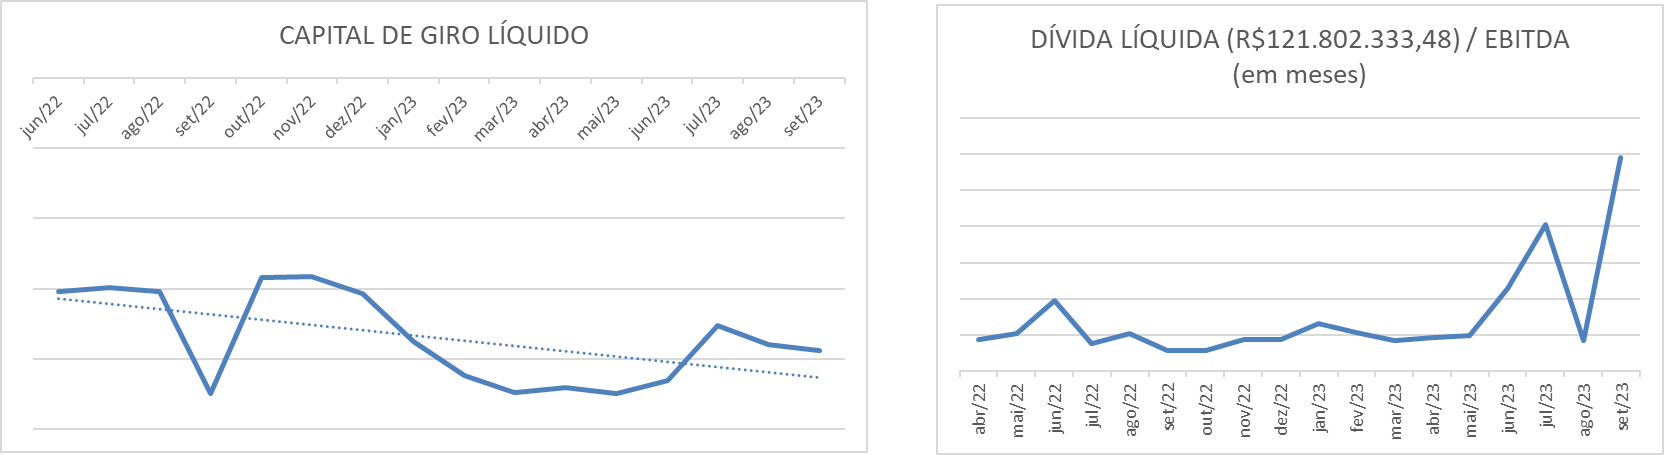 CAPITAL DE GIRO LÍQUIDO
jun/22
jul/22
ago/22
set/22
out/22
nov/22
dez/22
jan/23
fev/23
mar/23
abr/23
mai/23
jun/23
jul/23
ago/23
set/23
DÍVIDA LÍQUIDA (R$121.802.333,48) / EBITDA
(em meses)
abr/22
mai/22
jun/22
jul/22
ago/22
set/22
out/22
nov/22
dez/22
jan/23
fev/23
mar/23
abr/23
mai/23
jun/23
jul/23
ago/23
set/23